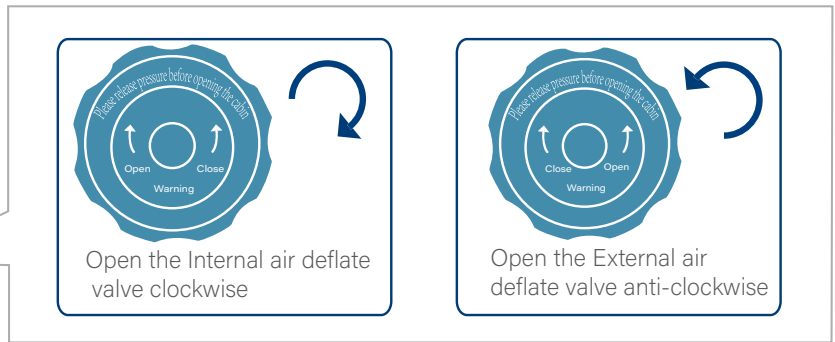 Please release pressure before opening the cabin
Open Close
Warning
Open the Internal air deflate
valve clockwise
Please release pressure before opening the cabin
Close Open
Warning
Open the External air
deflate valve anti-clockwise